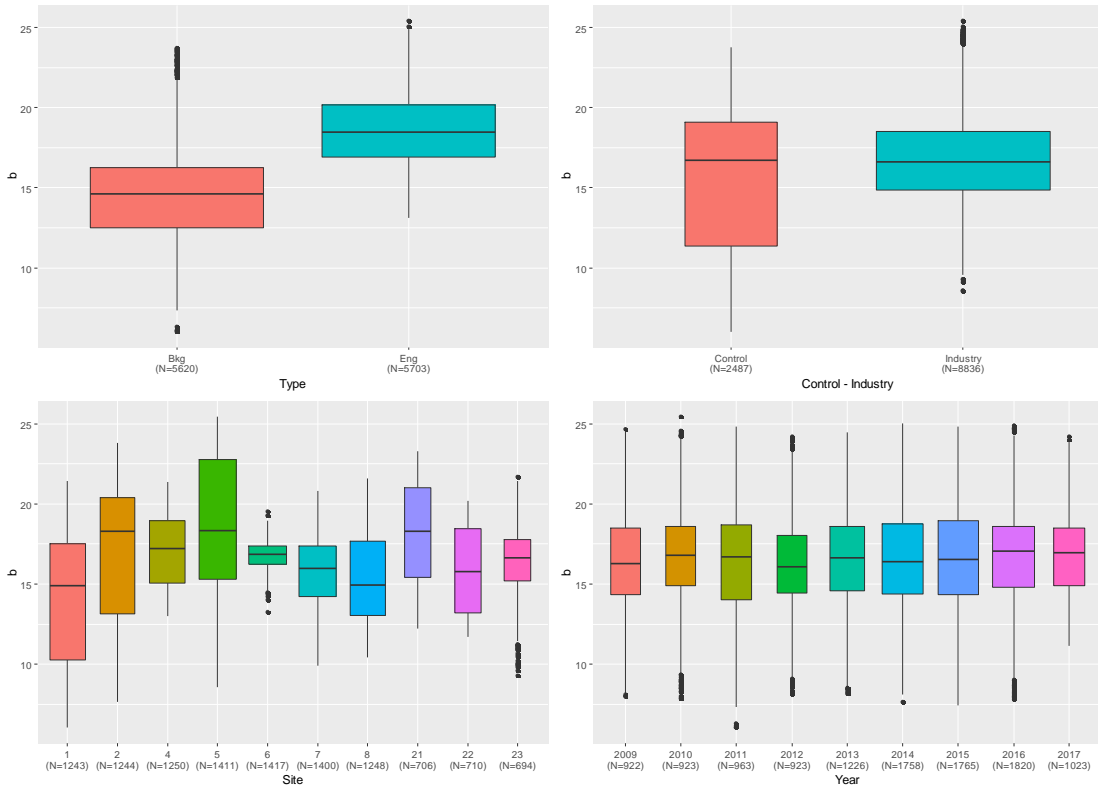 25
20
15
10
b
Bkg
(N=5620)
Eng
(N=5703)
Type
25
20
15
10
b
Control
(N=2487)
Industry
(N=8836)
Control - Industry
25
20
15
10
b
1 2 4 5 6 7 8 21 22 23
(N=1243) (N=1244) (N=1250) (N=1411) (N=1417) (N=1400) (N=1248) (N=706) (N=710) (N=694)
Site
25
20
15
10
b
2009 2010 2011 2012 2013 2014 2015 2016 2017
(N=922) (N=923) (N=963) (N=923) (N=1226) (N=1758) (N=1765) (N=1820) (N=1023)
Year